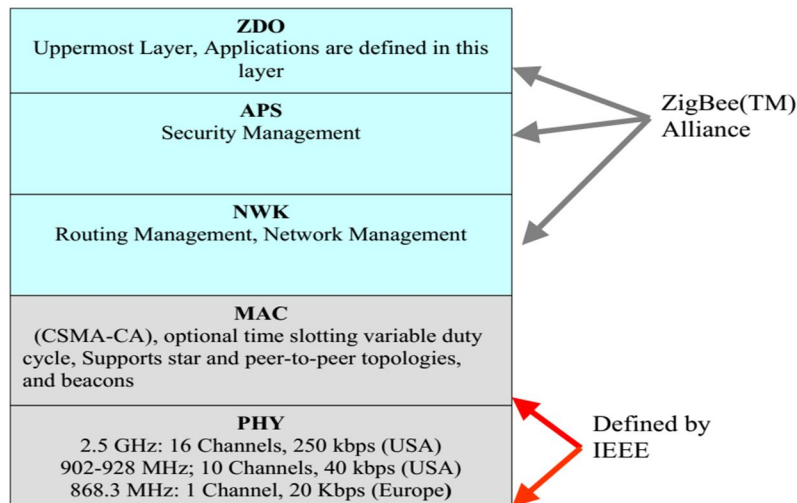 ZDO
Uppermost Layer, Applications are defined in this
layer
APS
Security Management
NWK
Routing Management, Network Management
MAC
(CSMA-CA), optional time slotting variable duty
cycle, Supports star and peer-to-peer topologies,
and beacons
PHY
2.5 GHz: 16 Channels, 250 kbps (USA)
902-928 MHz; 10 Channels, 40 kbps (USA)
868.3 MHz: 1 Channel, 20 Kbps (Europe)
ZigBee(TM)
Alliance
Defined by
IEEE